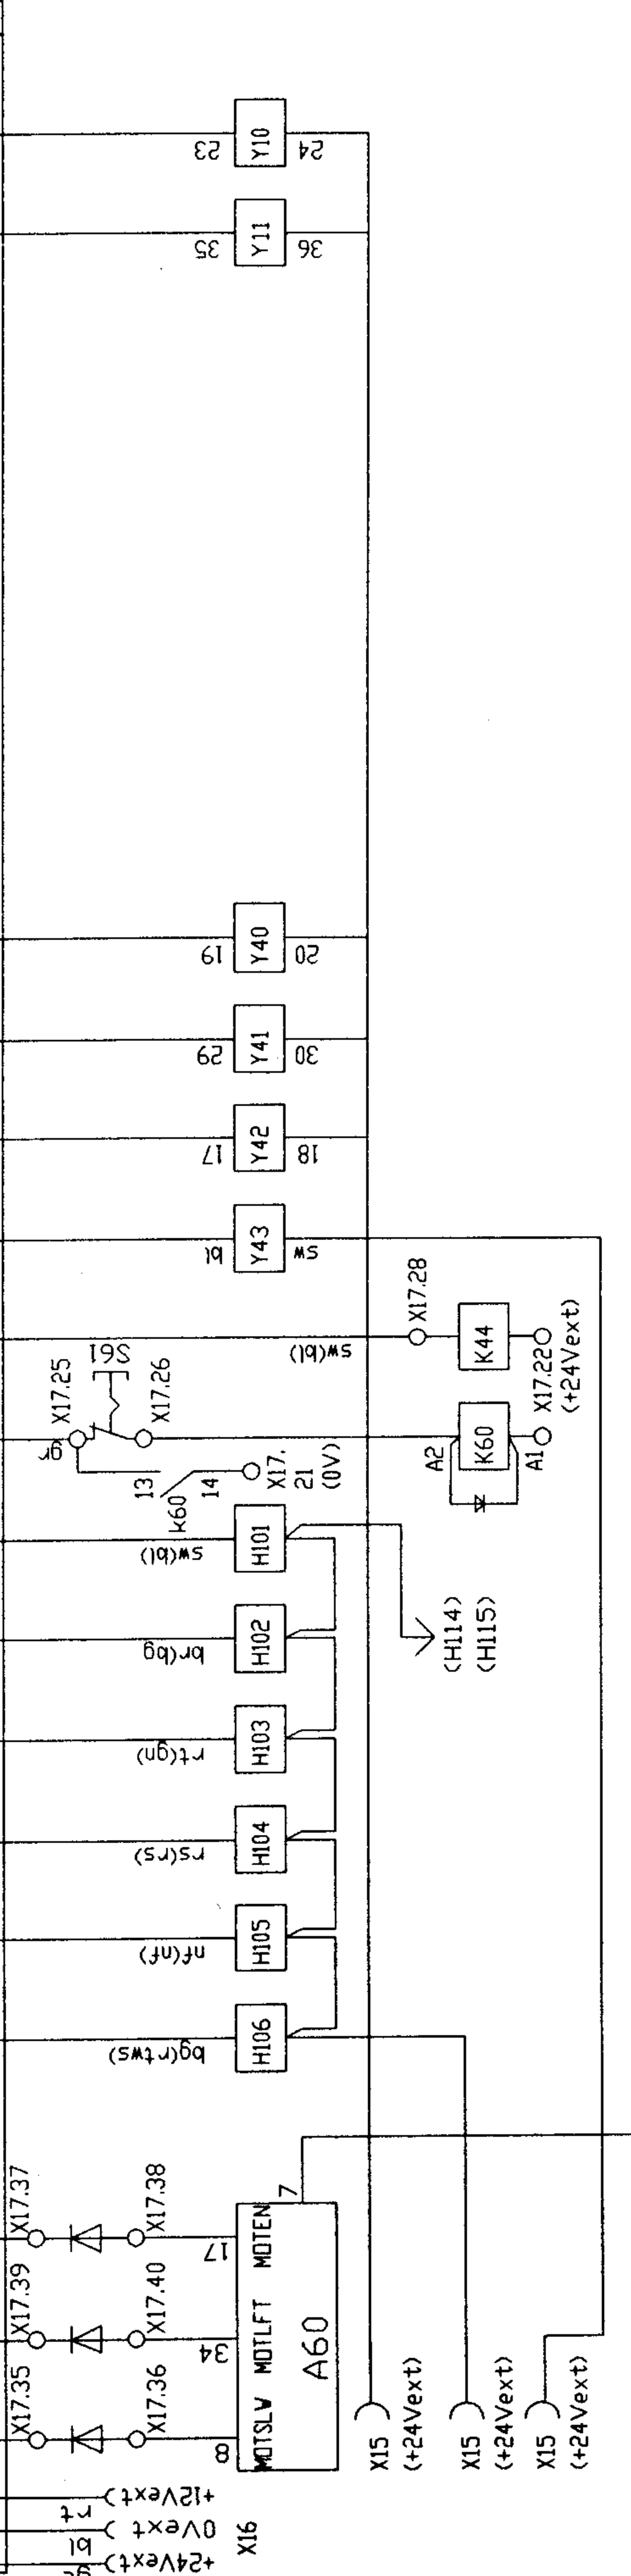 23
Y10
24
35
Y11
36
19
Y40
20
29
Y41
30
17
Y42
18
bl
Y43
sw
sw(bl)
X17.28
K44
X17.22
(+24Vext)
X17.25
S61
gr
X17.26
13
k60
14
X17.
21
(0V)
A2
K60
A1
sw(bl)
H101
(H114)
(H115)
br(bg)
H102
rt(gn)
H103
rs(rs)
H104
nf(nf)
H105
bg(rtws)
H106
X17.37
X17.38
17
MOTEN
7
X17.39
X17.40
34
MOTLFT
A60
X17.35
X17.36
8
MOTSLW
X15
(+24Vext)
X15
(+24Vext)
X15
(+24Vext)
+12Vext
rt
0Vext
bl
+24Vext
X16